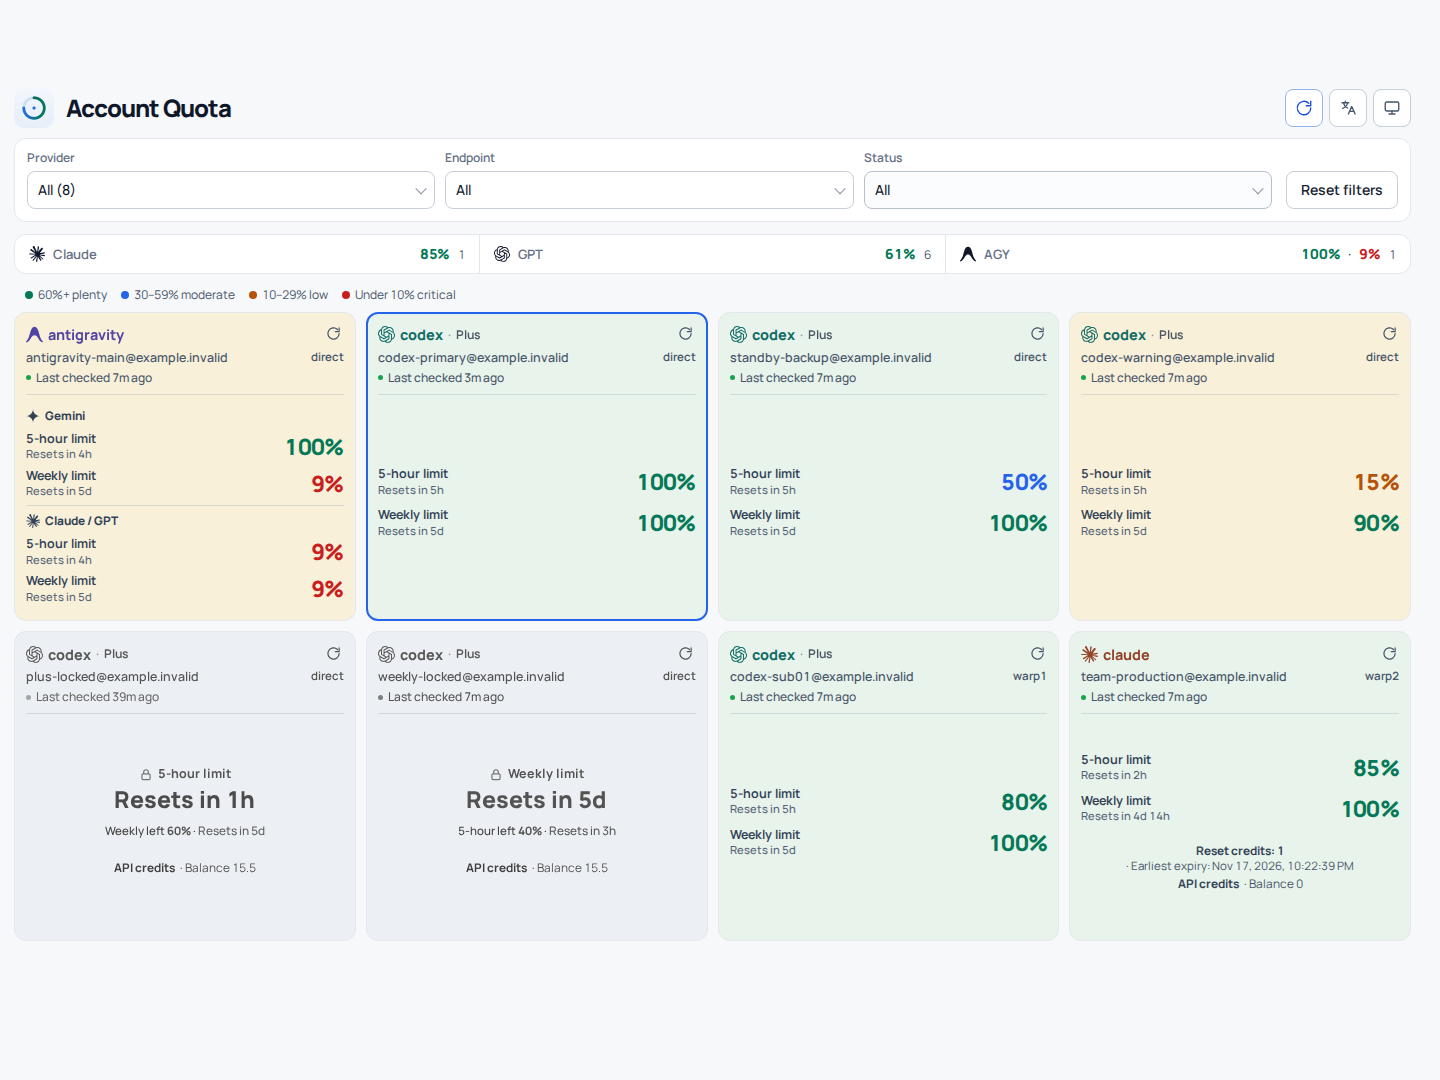 Account Quota
Provider
Endpoint
Status
All (8)
All
All
Reset filters
Claude 85% 1
GPT 61% 6
AGY 100% · 9% 1
60%+ plenty
30–59% moderate
10–29% low
Under 10% critical
antigravity
antigravity-main@example.invalid direct
Last checked 7m ago
Gemini
5-hour limit
Resets in 4h
100%
Weekly limit
Resets in 5d
9%
Claude / GPT
5-hour limit
Resets in 4h
9%
Weekly limit
Resets in 5d
9%
codex · Plus
codex-primary@example.invalid direct
Last checked 3m ago
5-hour limit
Resets in 5h
100%
Weekly limit
Resets in 5d
100%
codex · Plus
standby-backup@example.invalid direct
Last checked 7m ago
5-hour limit
Resets in 5h
50%
Weekly limit
Resets in 5d
100%
codex · Plus
codex-warning@example.invalid direct
Last checked 7m ago
5-hour limit
Resets in 5h
15%
Weekly limit
Resets in 5d
90%
codex · Plus
plus-locked@example.invalid direct
Last checked 39m ago
5-hour limit
Resets in 1h
Weekly left 60% · Resets in 5d
API credits · Balance 15.5
codex · Plus
weekly-locked@example.invalid direct
Last checked 7m ago
Weekly limit
Resets in 5d
5-hour left 40% · Resets in 3h
API credits · Balance 15.5
codex · Plus
codex-sub01@example.invalid warp1
Last checked 7m ago
5-hour limit
Resets in 5h
80%
Weekly limit
Resets in 5d
100%
claude
team-production@example.invalid warp2
Last checked 7m ago
5-hour limit
Resets in 2h
85%
Weekly limit
Resets in 4d 14h
100%
Reset credits: 1
· Earliest expiry: Nov 17, 2026, 10:22:39 PM
API credits · Balance 0